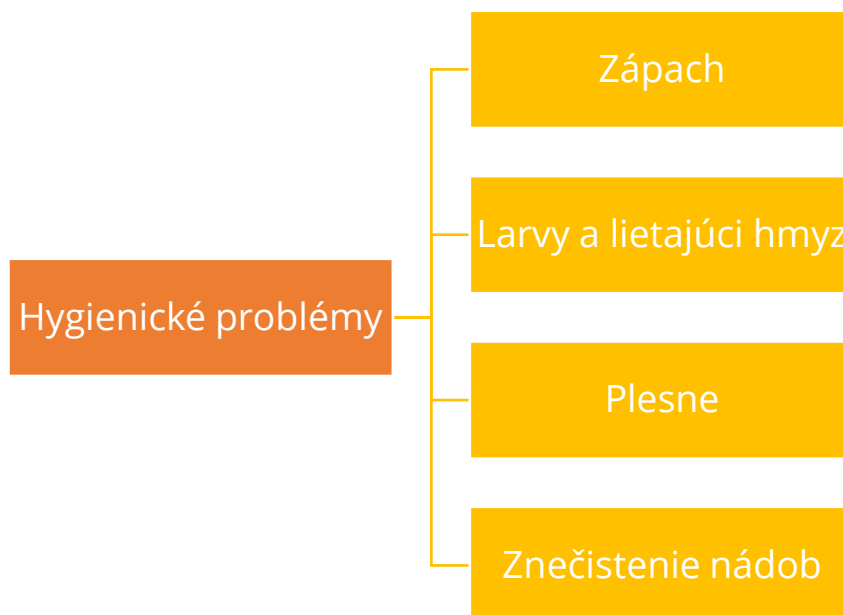 Zápach
Larvy a lietajúci hmyz
Hygienické problémy
Plesne
Znečistenie nádob